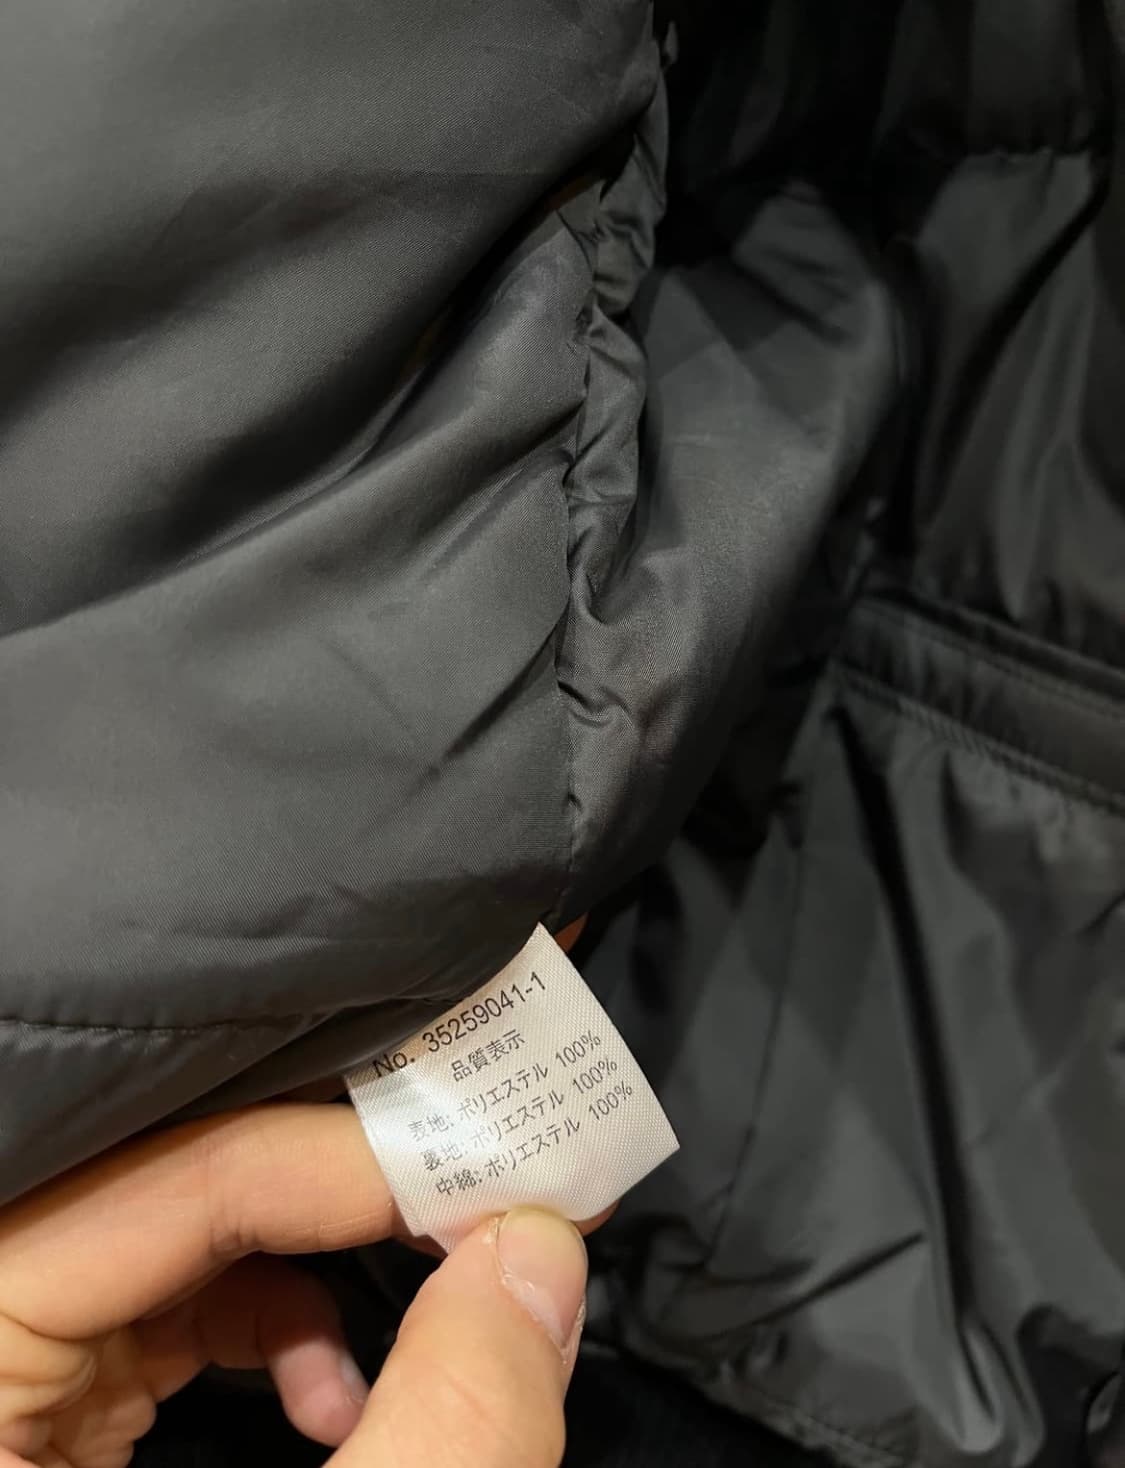 No. 35259041-1
品質表示
表地: ポリエステル 100%
裏地: ポリエステル 100%
中綿: ポリエステル 100%